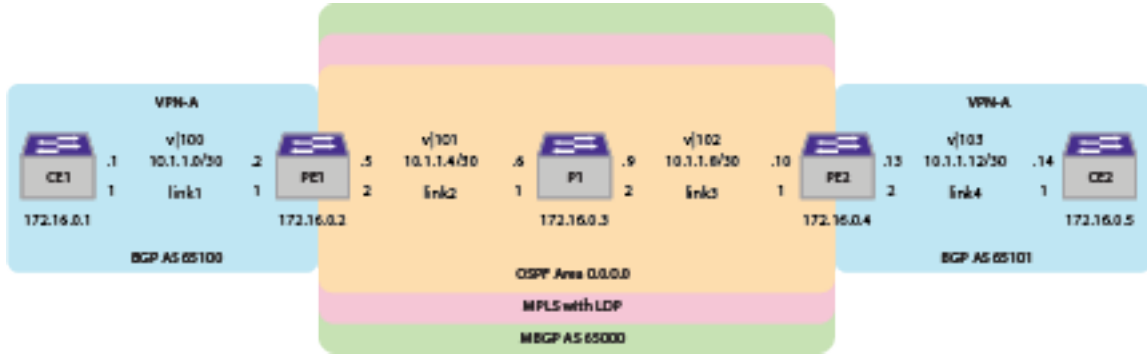 VPN-A
VPN-A
v|100
v|101
v|102
v|103
.1 10.1.1.0/30 .2
.5 10.1.1.4/30 .6
.9 10.1.1.8/30 .10
.13 10.1.1.12/30 .14
CE1
PE1
P1
PE2
CE2
1 link1 1
2 link2 1
2 link3 1
2 link4 1
172.16.0.1
172.16.0.2
172.16.0.3
172.16.0.4
172.16.0.5
BGP AS 65100
BGP AS 65101
OSPF Area 0.0.0.0
MPLS with LDP
MBGP AS 65000